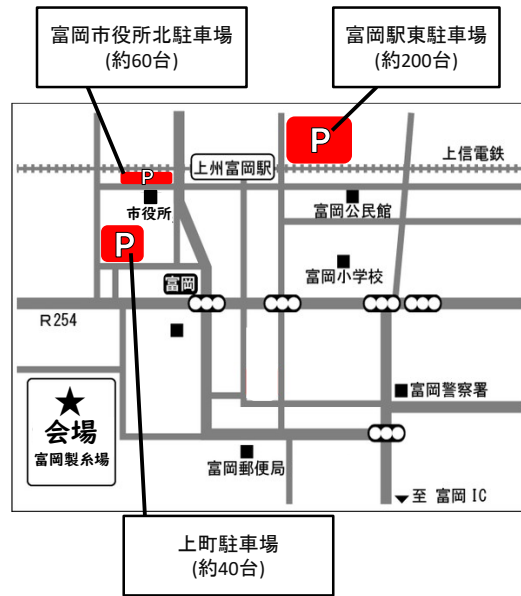 富岡市役所北駐車場
(約60台)
富岡駅東駐車場
(約200台)
P
上信電鉄
上州富岡駅
P
市役所
富岡公民館
P
富岡小学校
富岡
R254
富岡警察署
★
会場
富岡製糸場
富岡郵便局
至 富岡 IC
上町駐車場
(約40台)